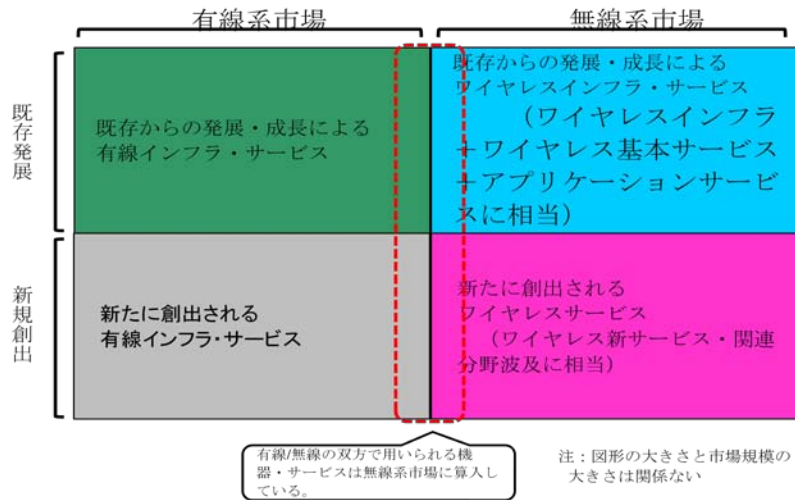 有線系市場
無線系市場
既存発展
既存からの発展・成長による
有線インフラ・サービス
既存からの発展・成長による
ワイヤレスインフラ・サービス
（ワイヤレスインフラ
＋ワイヤレス基本サービス
＋アプリケーションサービ
スに相当）
新規創出
新たに創出される
有線インフラ・サービス
新たに創出される
ワイヤレスサービス
（ワイヤレス新サービス・関連
分野波及に相当）
有線/無線の双方で用いられる機
器・サービスは無線系市場に算入し
ている。
注：図形の大きさと市場規模の
大きさは関係ない